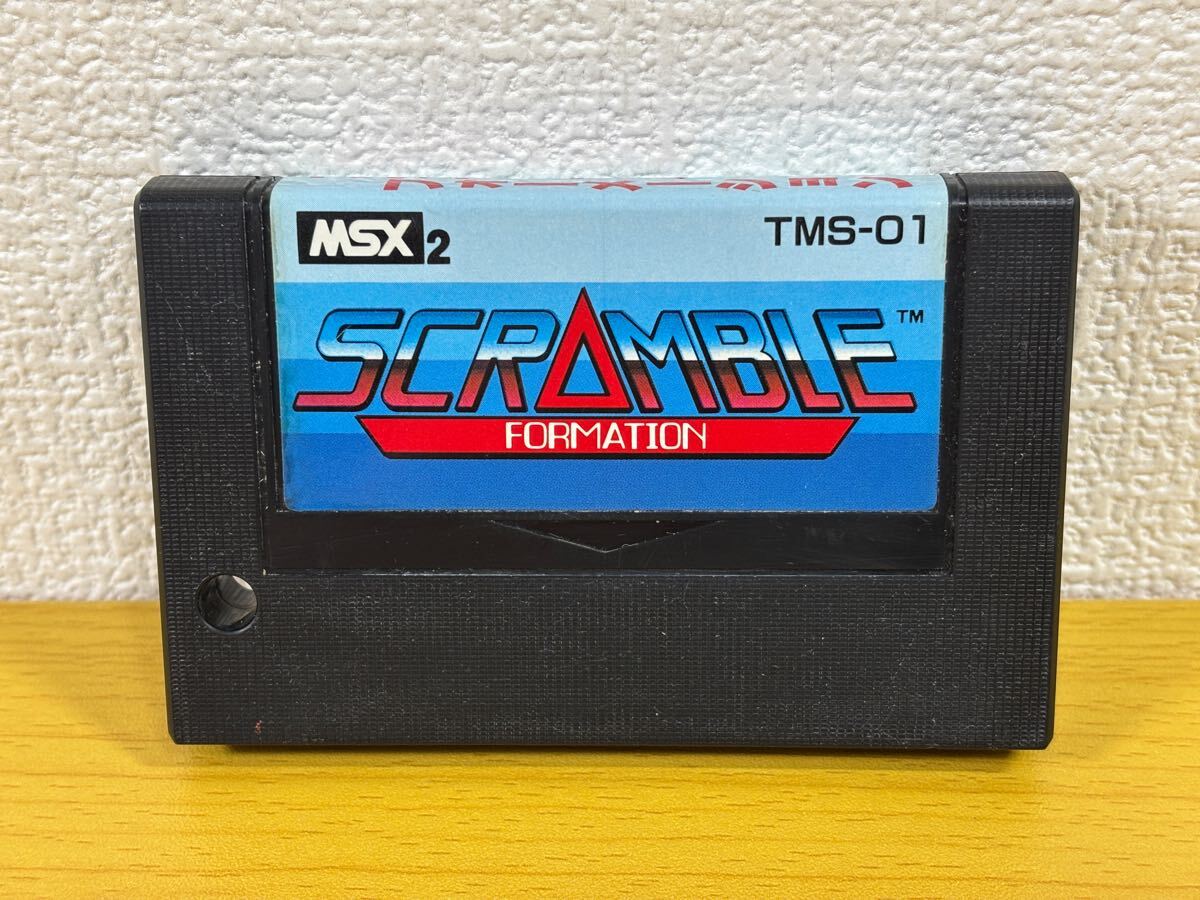 MSX2 TMS-01
SCRAMBLE™
FORMATION